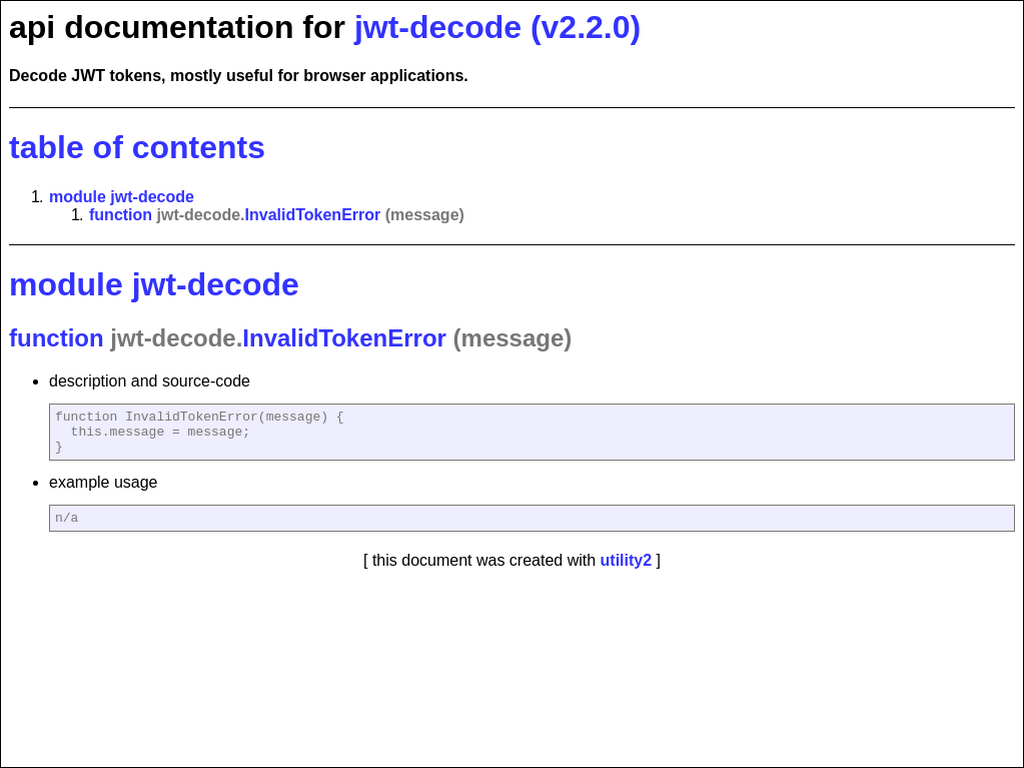 api documentation for jwt-decode (v2.2.0)
Decode JWT tokens, mostly useful for browser applications.
table of contents
1. module jwt-decode
1. function jwt-decode.InvalidTokenError (message)
module jwt-decode
function jwt-decode.InvalidTokenError (message)
• description and source-code
function InvalidTokenError(message) {
  this.message = message;
}
• example usage
n/a
[ this document was created with utility2 ]